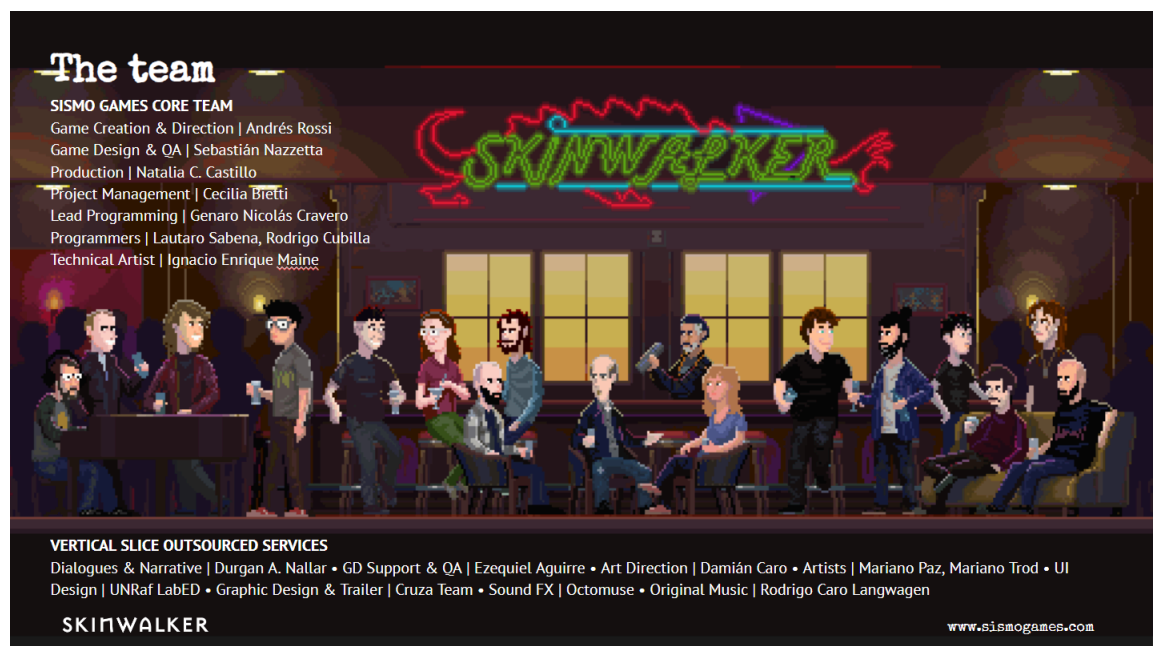 The team
SISMO GAMES CORE TEAM
Game Creation & Direction | Andrés Rossi
Game Design & QA | Sebastián Nazzetta
Production | Natalia C. Castillo
Project Management | Cecilia Bietti
Lead Programming | Genaro Nicolás Cravero
Programmers | Lautaro Sabena, Rodrigo Cubilla
Technical Artist | Ignacio Enrique Maine
SKINWALKER
VERTICAL SLICE OUTSOURCED SERVICES
Dialogues & Narrative | Durgan A. Nallar • GD Support & QA | Ezequiel Aguirre • Art Direction | Damián Caro • Artists | Mariano Paz, Mariano Trod • UI
Design | UNRaf LabED • Graphic Design & Trailer | Cruza Team • Sound FX | Octomuse • Original Music | Rodrigo Caro Langwagen
SKINWALKER
www.sismogames.com